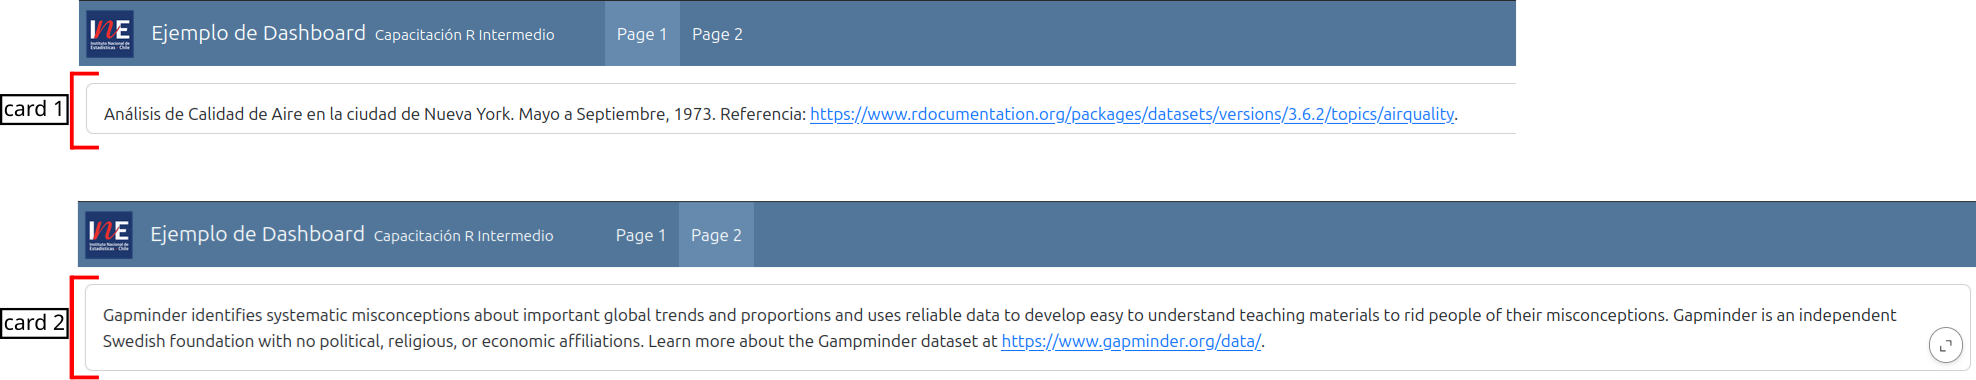 INE
Instituto Nacional de
Estadísticas · Chile
Ejemplo de Dashboard Capacitación R Intermedio Page 1 Page 2
card 1
Análisis de Calidad de Aire en la ciudad de Nueva York. Mayo a Septiembre, 1973. Referencia: https://www.rdocumentation.org/packages/datasets/versions/3.6.2/topics/airquality.
INE
Instituto Nacional de
Estadísticas · Chile
Ejemplo de Dashboard Capacitación R Intermedio Page 1 Page 2
card 2
Gapminder identifies systematic misconceptions about important global trends and proportions and uses reliable data to develop easy to understand teaching materials to rid people of their misconceptions. Gapminder is an independent
Swedish foundation with no political, religious, or economic affiliations. Learn more about the Gampminder dataset at https://www.gapminder.org/data/.